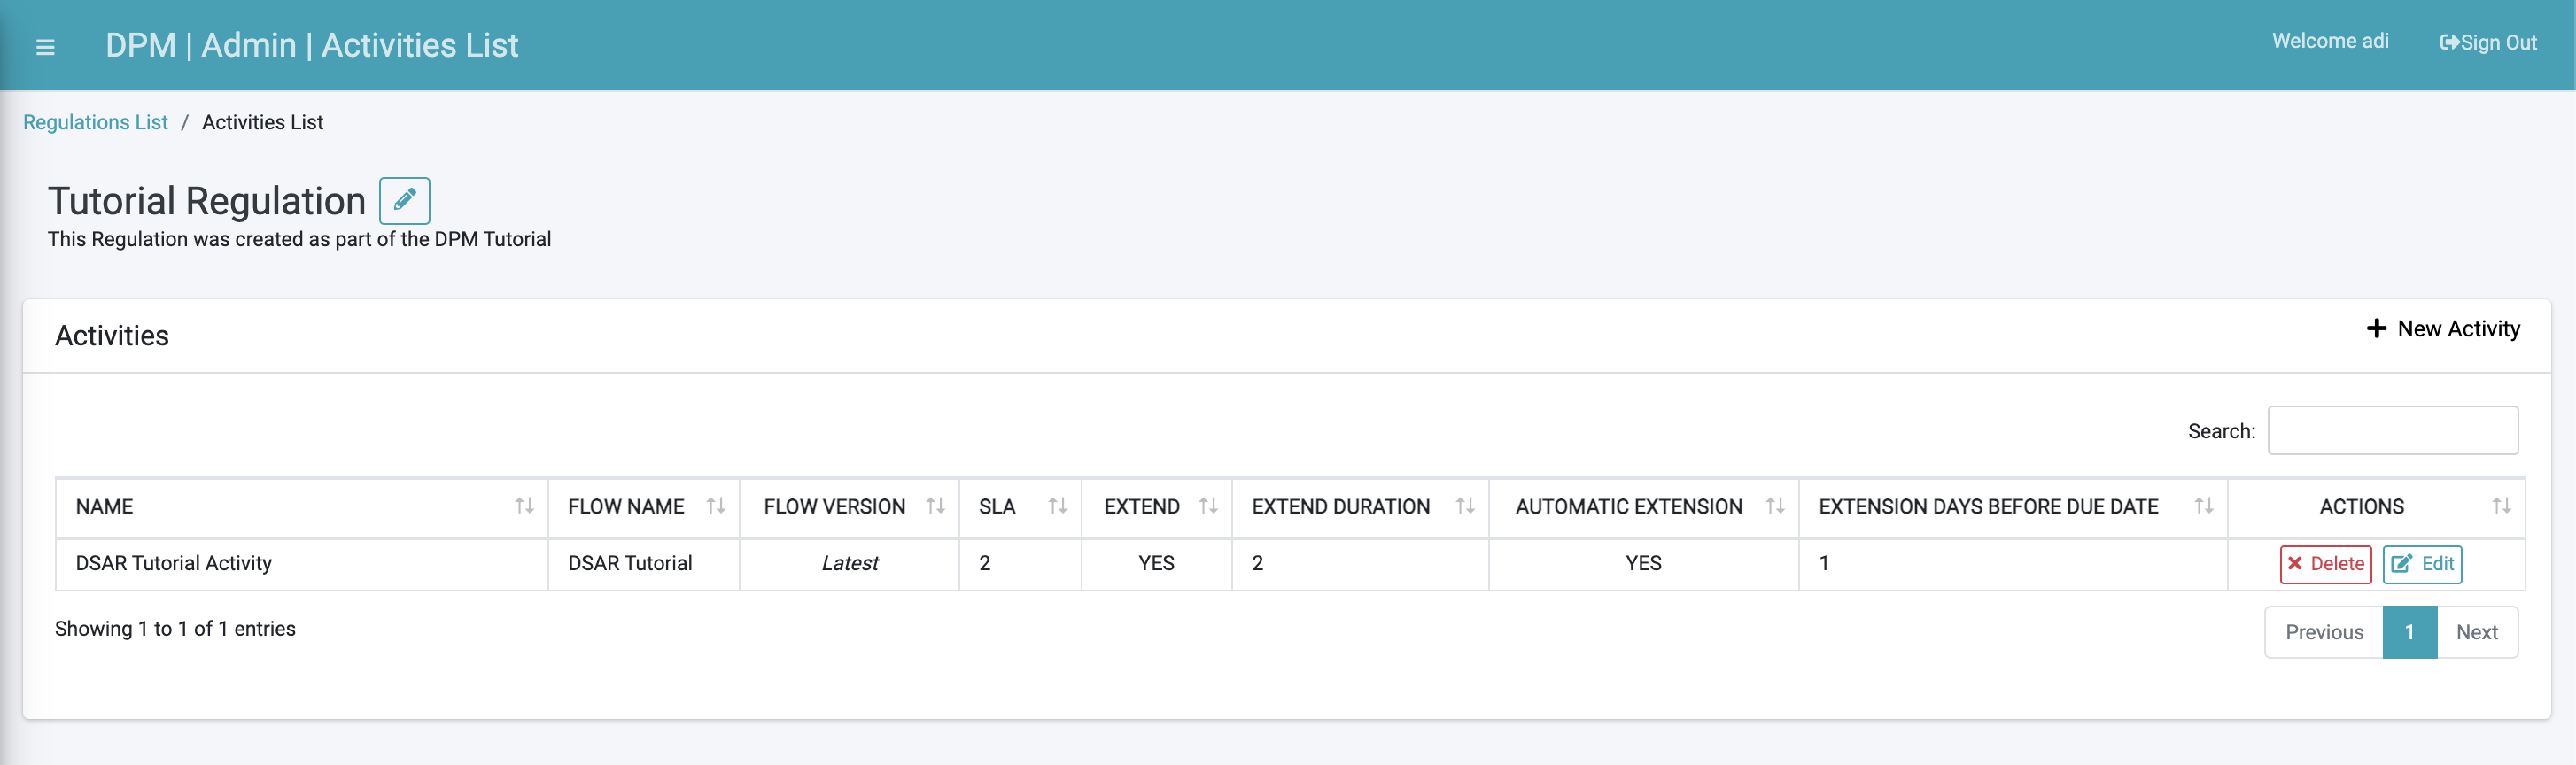 DPM | Admin | Activities List
Welcome adi
Sign Out
Regulations List / Activities List
Tutorial Regulation
This Regulation was created as part of the DPM Tutorial
Activities
New Activity
Search:
NAME FLOW NAME FLOW VERSION SLA EXTEND EXTEND DURATION AUTOMATIC EXTENSION EXTENSION DAYS BEFORE DUE DATE ACTIONS
DSAR Tutorial Activity DSAR Tutorial Latest 2 YES 2 YES 1 Delete Edit
Showing 1 to 1 of 1 entries
Previous 1 Next